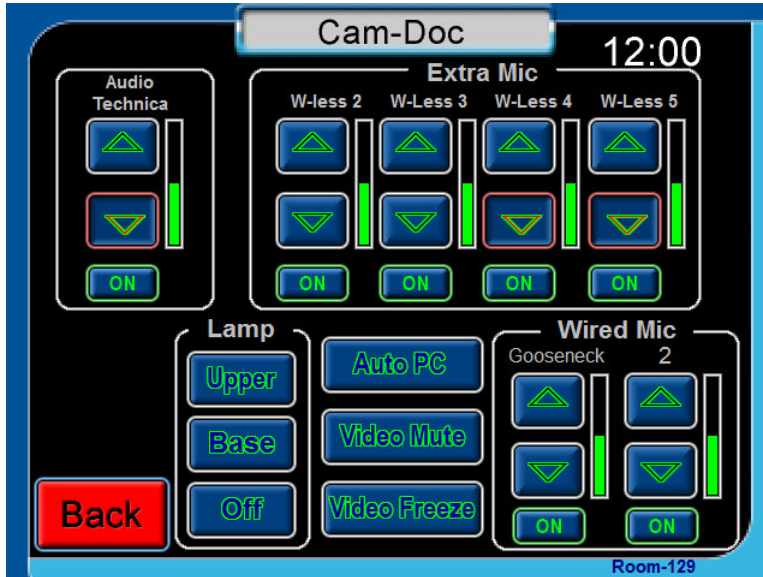 Cam-Doc
12:00
Audio
Technica
Extra Mic
W-less 2 W-Less 3 W-Less 4 W-Less 5
ON
ON ON ON ON
Lamp
Upper
Base
Off
Auto PC
Video Mute
Video Freeze
Wired Mic
Gooseneck 2
ON ON
Back
Room-129